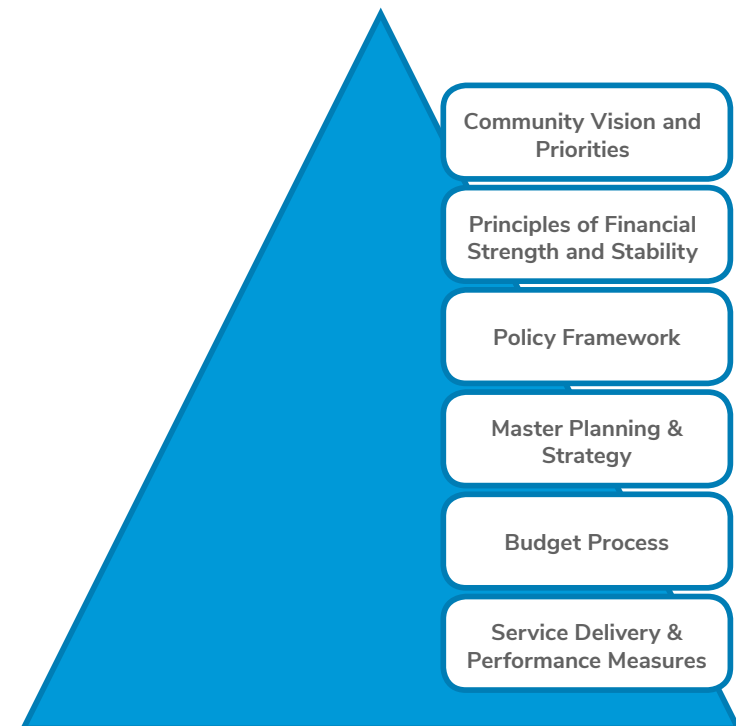 Community Vision and
Priorities
Principles of Financial
Strength and Stability
Policy Framework
Master Planning &
Strategy
Budget Process
Service Delivery &
Performance Measures